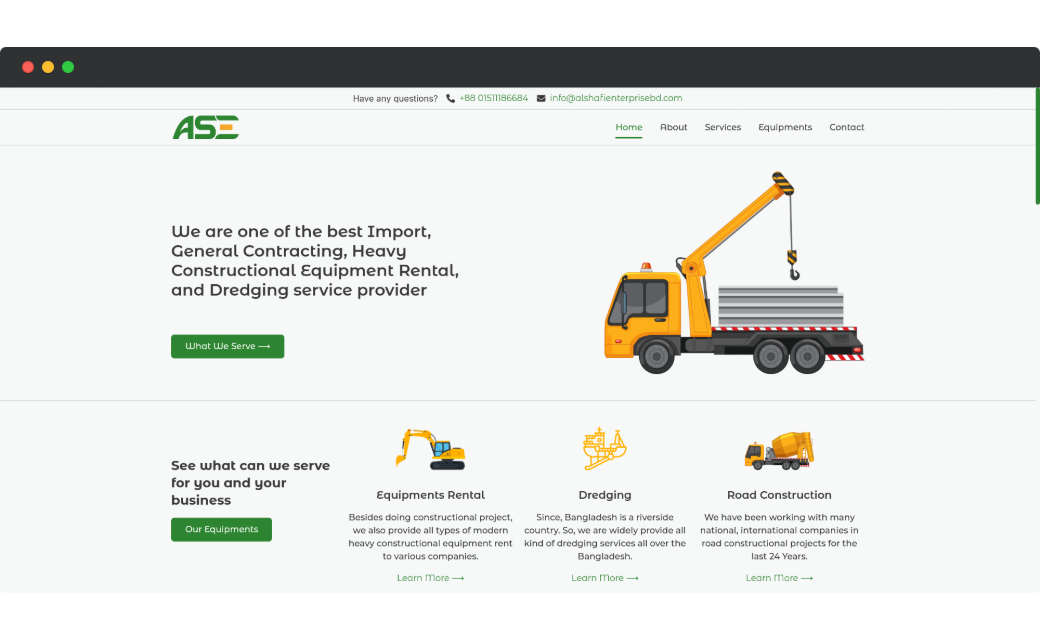 Have any questions? +88 01511186684 info@alshafienterprisebd.com
ASE
Home About Services Equipments Contact
We are one of the best Import,
General Contracting, Heavy
Constructional Equipment Rental,
and Dredging service provider
What We Serve ⟶
See what can we serve
for you and your
business
Our Equipments
Equipments Rental
Besides doing constructional project,
we also provide all types of modern
heavy constructional equipment rent
to various companies.
Learn More ⟶
Dredging
Since, Bangladesh is a riverside
country. So, we are widely provide all
kind of dredging services all over the
Bangladesh.
Learn More ⟶
Road Construction
We have been working with many
national, international companies in
road constructional projects for the
last 24 Years.
Learn More ⟶